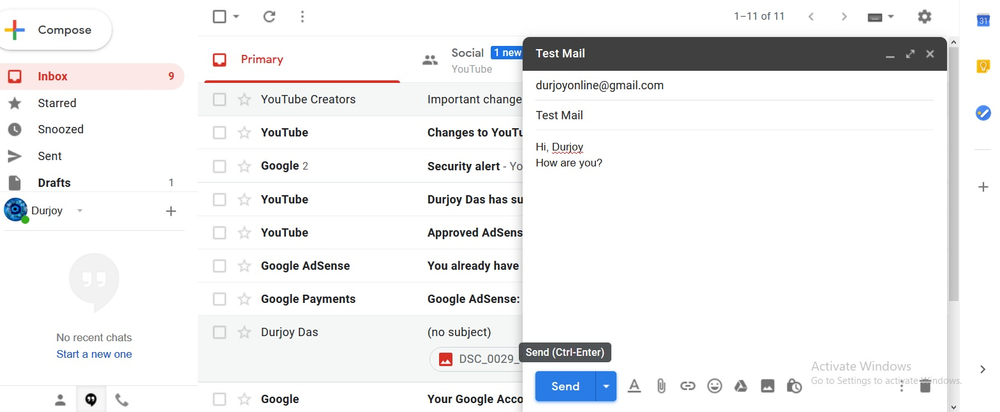 Compose
1–11 of 11
31
Inbox 9
Starred
Snoozed
Sent
Drafts 1
Durjoy
No recent chats
Start a new one
Primary
Social 1 new
YouTube
YouTube Creators Important change
YouTube Changes to YouTu
Google 2 Security alert - Yo
YouTube Durjoy Das has su
YouTube Approved AdSens
Google AdSense You already have
Google Payments Google AdSense:
Durjoy Das (no subject)
DSC_0029_
Google Your Google Acco
Test Mail
durjoyonline@gmail.com
Test Mail
Hi, Durjoy
How are you?
Send (Ctrl-Enter)
Send
Activate Windows
Go to Settings to activate Windows.